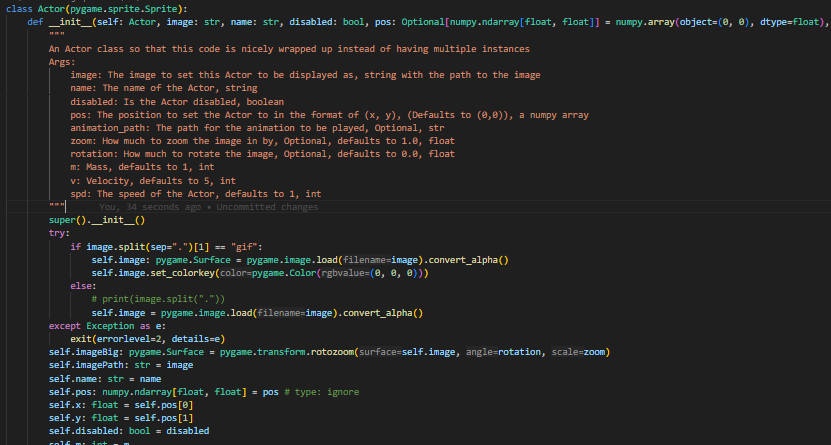 class Actor(pygame.sprite.Sprite):
def __init__(self: Actor, image: str, name: str, disabled: bool, pos: Optional[numpy.ndarray[float, float]] = numpy.array(object=(0, 0), dtype=float),
"""
An Actor class so that this code is nicely wrapped up instead of having multiple instances
Args:
image: The image to set this Actor to be displayed as, string with the path to the image
name: The name of the Actor, string
disabled: Is the Actor disabled, boolean
pos: The position to set the Actor to in the format of (x, y), (Defaults to (0,0)), a numpy array
animation_path: The path for the animation to be played, Optional, str
zoom: How much to zoom the image in by, Optional, defaults to 1.0, float
rotation: How much to rotate the image, Optional, defaults to 0.0, float
m: Mass, defaults to 1, int
v: Velocity, defaults to 5, int
spd: The speed of the Actor, defaults to 1, int
""" You, 34 seconds ago • Uncommitted changes
super().__init__()
try:
if image.split(sep=".")[1] == "gif":
self.image: pygame.Surface = pygame.image.load(filename=image).convert_alpha()
self.image.set_colorkey(color=pygame.Color(rgbvalue=(0, 0, 0)))
else:
# print(image.split("."))
self.image = pygame.image.load(filename=image).convert_alpha()
except Exception as e:
exit(errorlevel=2, details=e)
self.imageBig: pygame.Surface = pygame.transform.rotozoom(surface=self.image, angle=rotation, scale=zoom)
self.imagePath: str = image
self.name: str = name
self.pos: numpy.ndarray[float, float] = pos # type: ignore
self.x: float = self.pos[0]
self.y: float = self.pos[1]
self.disabled: bool = disabled
self.m: int = m